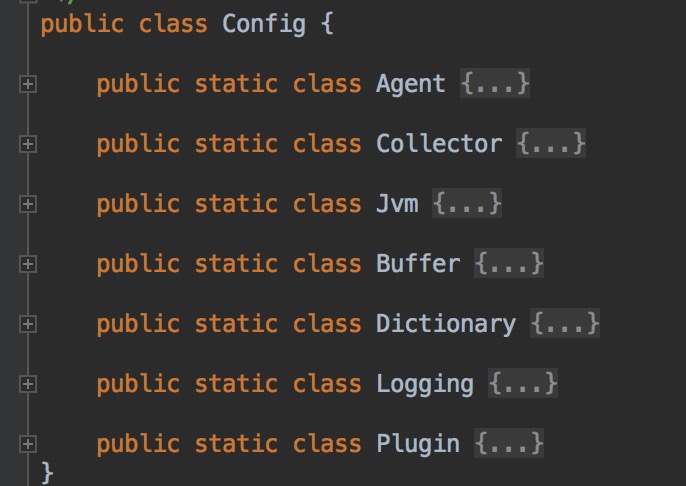 public class Config {
public static class Agent {...}
public static class Collector {...}
public static class Jvm {...}
public static class Buffer {...}
public static class Dictionary {...}
public static class Logging {...}
public static class Plugin {...}
}